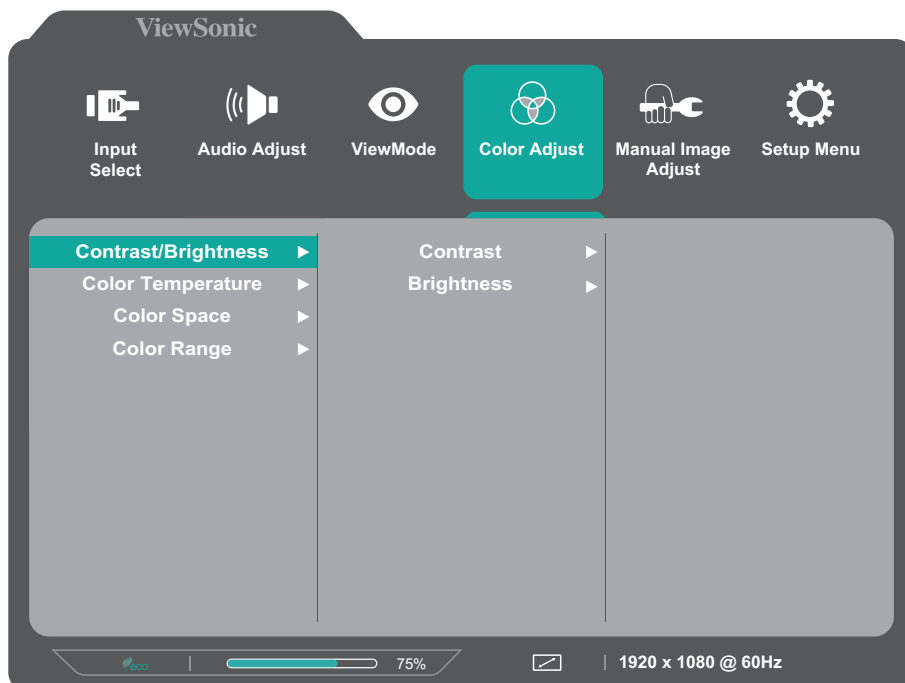 ViewSonic
Input
Select
Audio Adjust
ViewMode
Color Adjust
Manual Image
Adjust
Setup Menu
Contrast/Brightness
Color Temperature
Color Space
Color Range
Contrast
Brightness
eco
75%
1920 x 1080 @ 60Hz